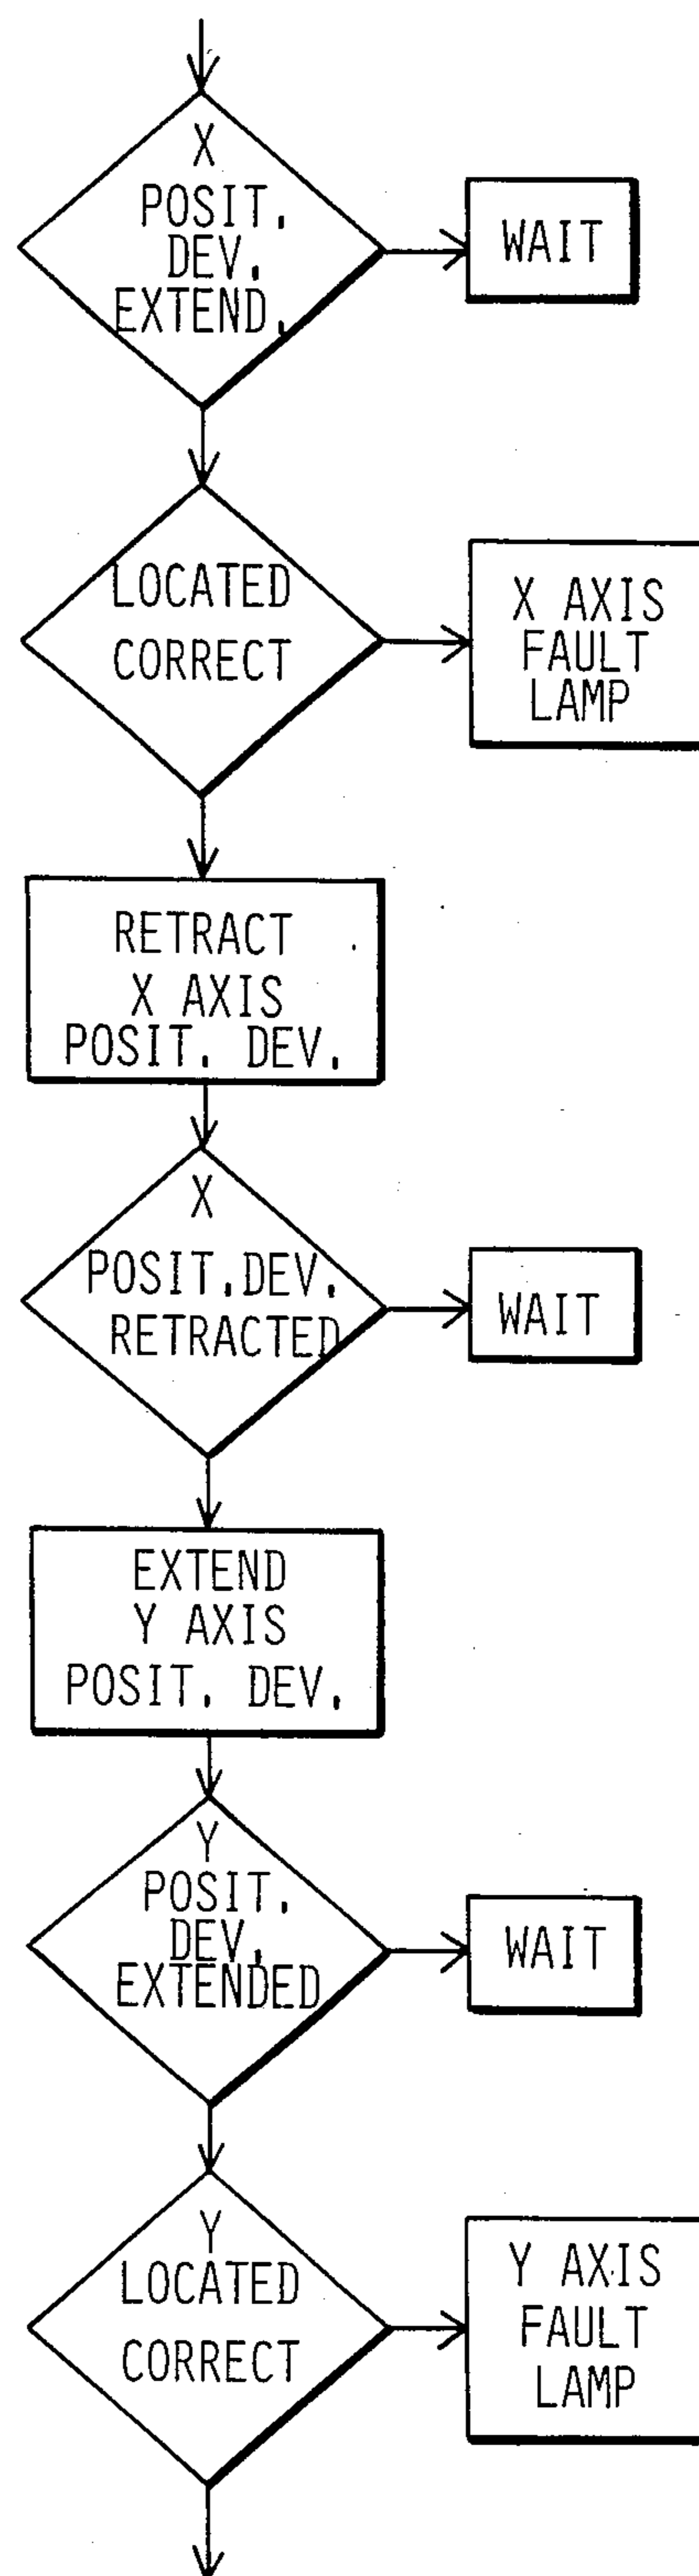 X
POSIT.
DEV.
EXTEND.
WAIT
LOCATED
CORRECT
X AXIS
FAULT
LAMP
RETRACT
X AXIS
POSIT. DEV.
X
POSIT.DEV.
RETRACTED
WAIT
EXTEND
Y AXIS
POSIT. DEV.
Y
POSIT.
DEV.
EXTENDED
WAIT
Y
LOCATED
CORRECT
Y AXIS
FAULT
LAMP